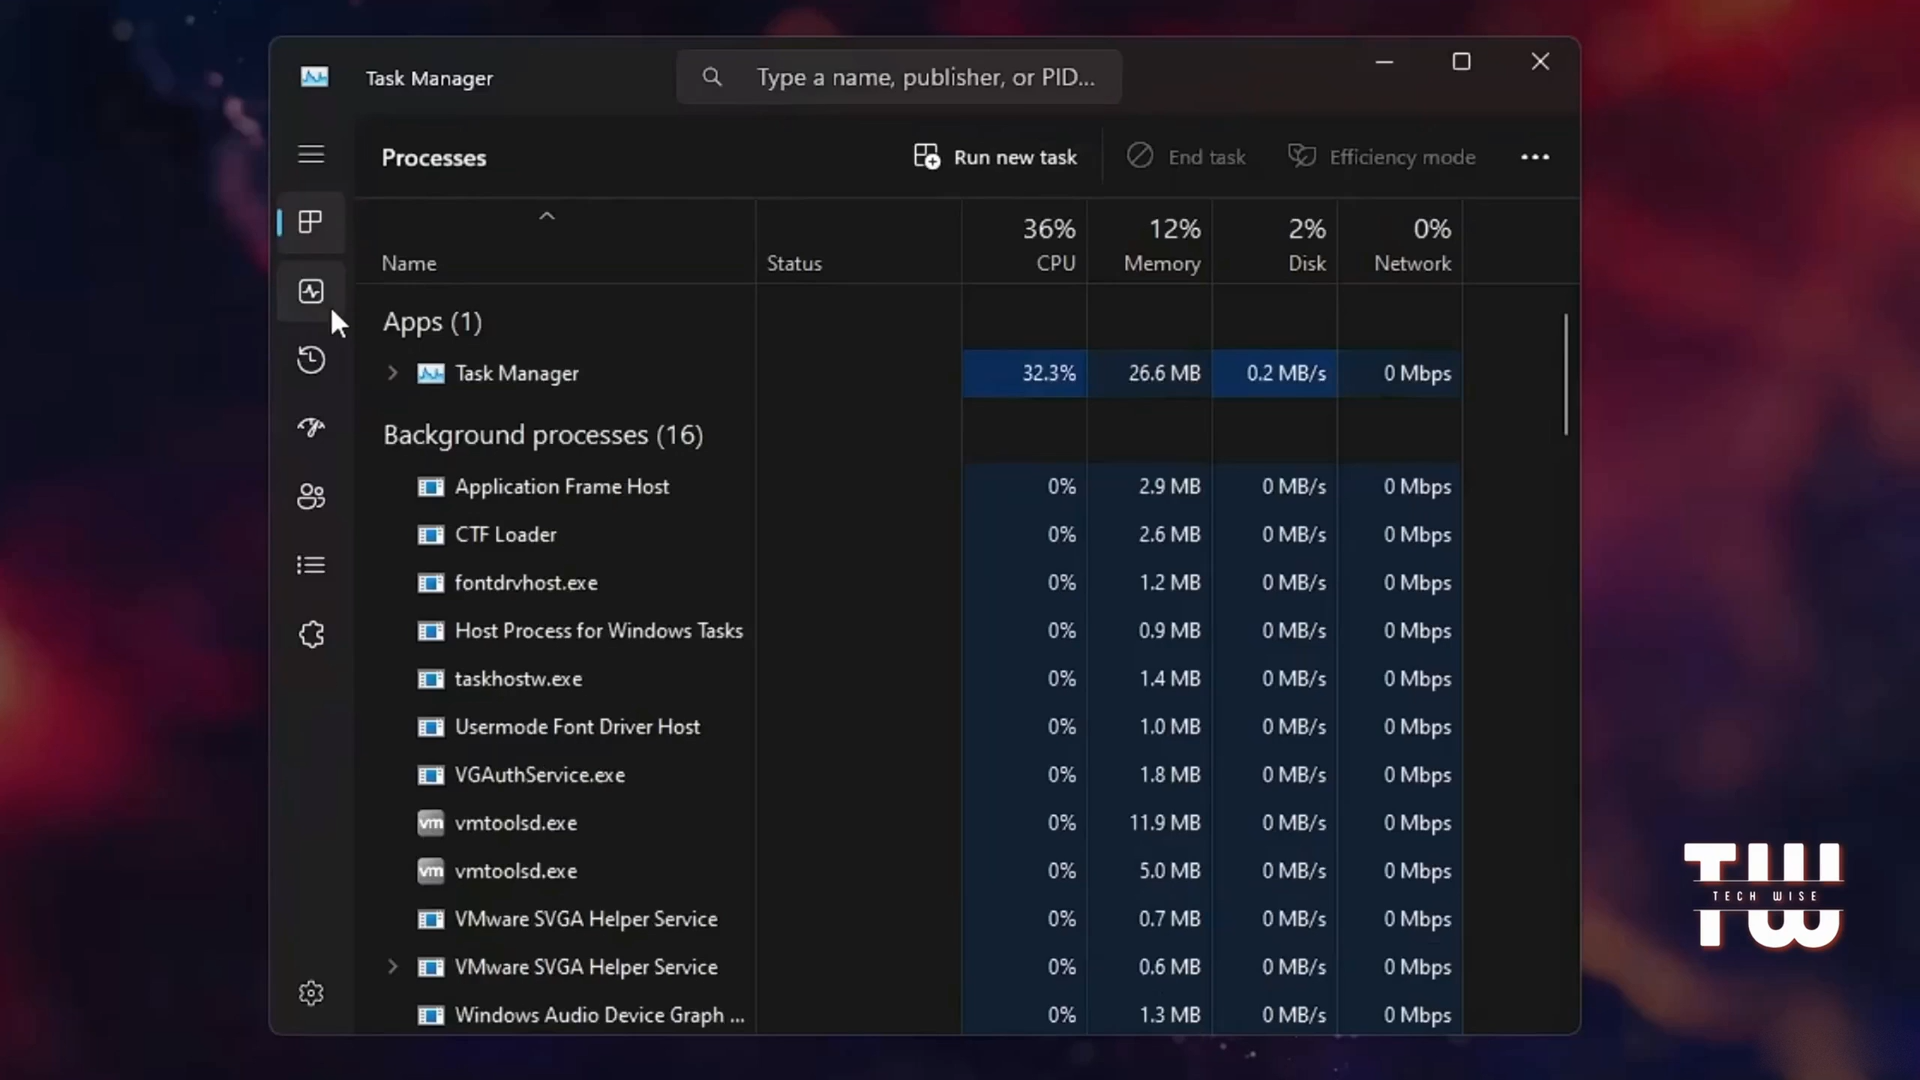 Task Manager
Type a name, publisher, or PID...
Processes
Run new task
End task
Efficiency mode
36% 12% 2% 0%
Name Status CPU Memory Disk Network
Apps (1)
Task Manager 32.3% 26.6 MB 0.2 MB/s 0 Mbps
Background processes (16)
Application Frame Host 0% 2.9 MB 0 MB/s 0 Mbps
CTF Loader 0% 2.6 MB 0 MB/s 0 Mbps
fontdrvhost.exe 0% 1.2 MB 0 MB/s 0 Mbps
Host Process for Windows Tasks 0% 0.9 MB 0 MB/s 0 Mbps
taskhostw.exe 0% 1.4 MB 0 MB/s 0 Mbps
Usermode Font Driver Host 0% 1.0 MB 0 MB/s 0 Mbps
VGAuthService.exe 0% 1.8 MB 0 MB/s 0 Mbps
vm vmtoolsd.exe 0% 11.9 MB 0 MB/s 0 Mbps
vm vmtoolsd.exe 0% 5.0 MB 0 MB/s 0 Mbps
VMware SVGA Helper Service 0% 0.7 MB 0 MB/s 0 Mbps
VMware SVGA Helper Service 0% 0.6 MB 0 MB/s 0 Mbps
Windows Audio Device Graph ... 0% 1.3 MB 0 MB/s 0 Mbps
TW
TECH WISE